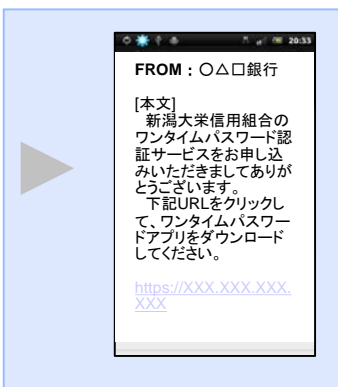 20:33
FROM：〇△□銀行
[本文]
新潟大栄信用組合の
ワンタイムパスワード認
証サービスをお申し込
みいただきましてありが
とうございます。
下記URLをクリックし
て、ワンタイムパスワー
ドアプリをダウンロード
してください。
https://XXX.XXX.XXX.
XXX